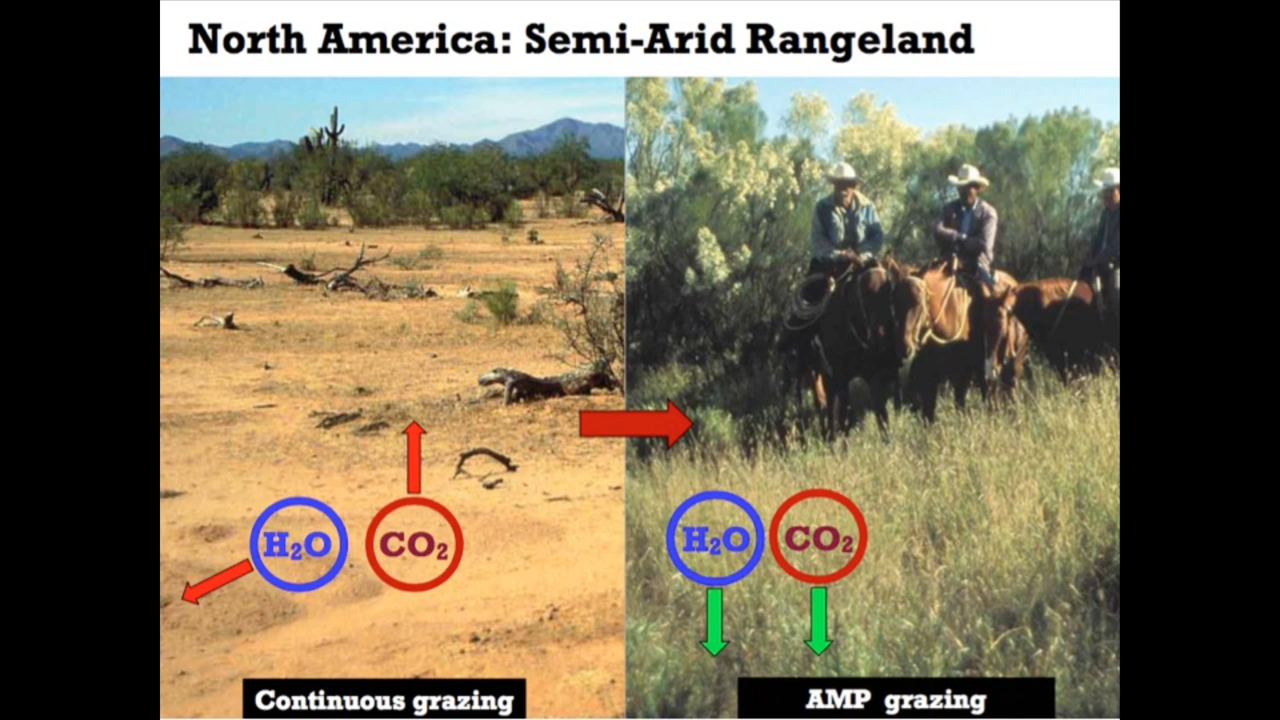 North America: Semi-Arid Rangeland
H₂O
CO₂
H₂O
CO₂
Continuous grazing
AMP grazing